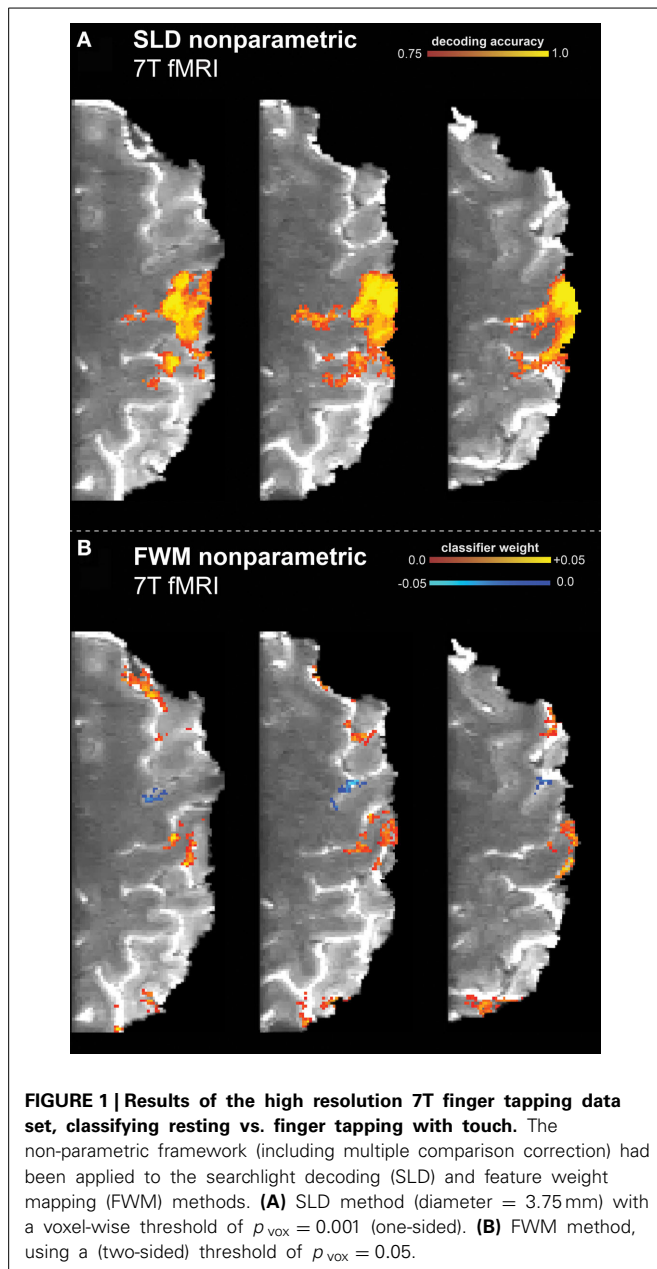 A
SLD nonparametric
7T fMRI
decoding accuracy
0.75 1.0
B
FWM nonparametric
7T fMRI
classifier weight
0.0 +0.05
-0.05 0.0
FIGURE 1 | Results of the high resolution 7T finger tapping data
set, classifying resting vs. finger tapping with touch. The
non-parametric framework (including multiple comparison correction) had
been applied to the searchlight decoding (SLD) and feature weight
mapping (FWM) methods. (A) SLD method (diameter = 3.75 mm) with
a voxel-wise threshold of p vox = 0.001 (one-sided). (B) FWM method,
using a (two-sided) threshold of p vox = 0.05.